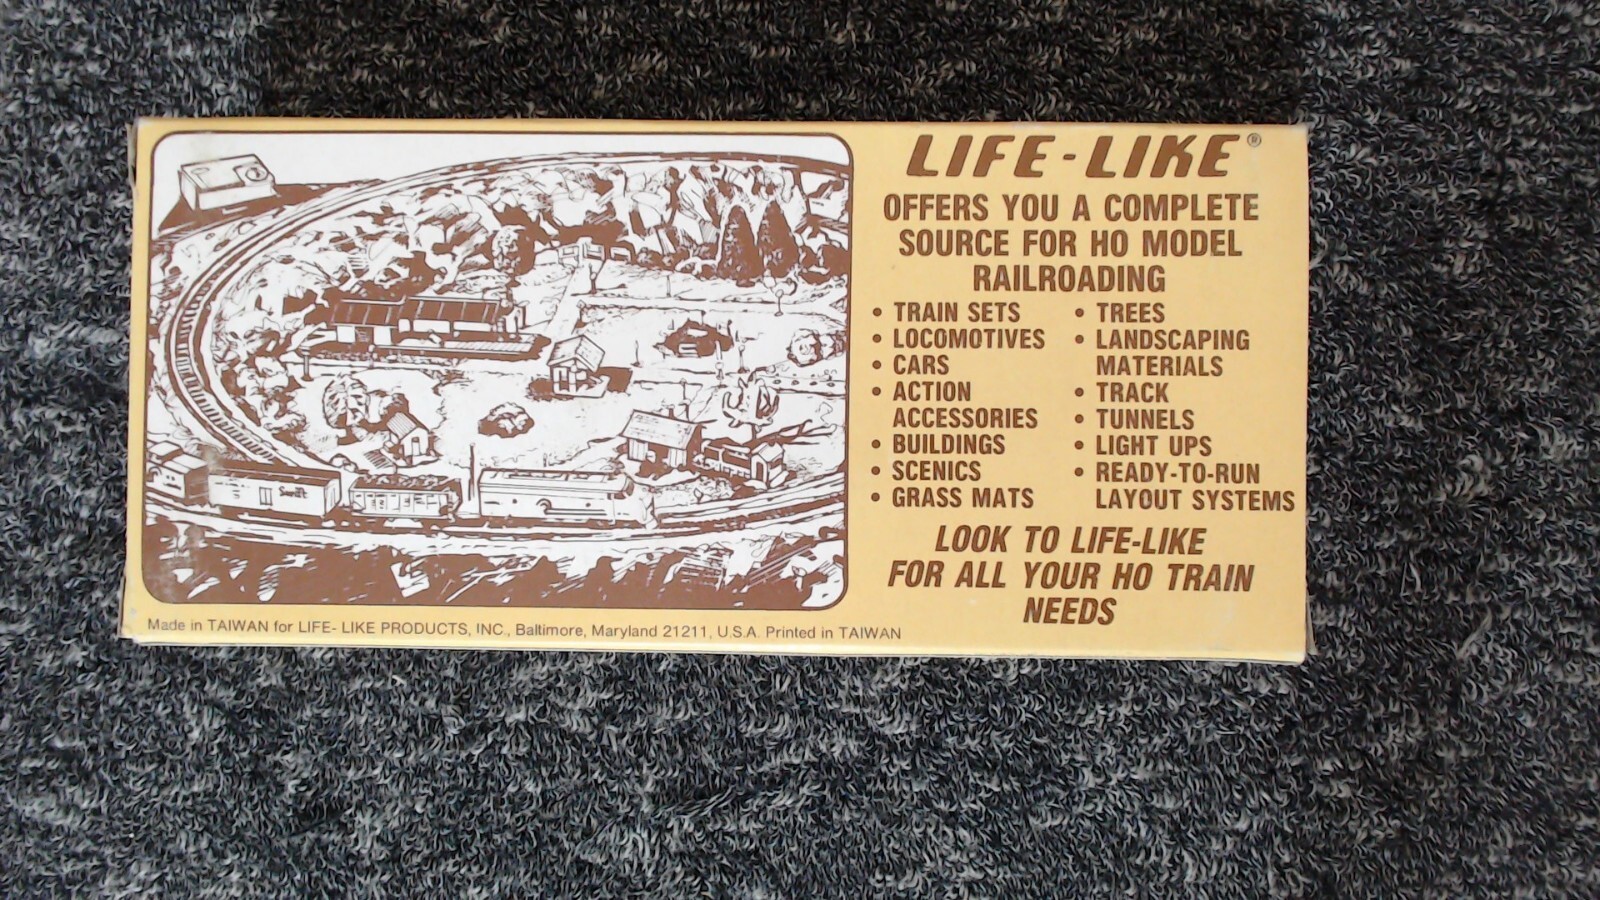 LIFE-LIKE®
OFFERS YOU A COMPLETE
SOURCE FOR HO MODEL
RAILROADING
• TRAIN SETS
• LOCOMOTIVES
• CARS
• ACTION
ACCESSORIES
• BUILDINGS
• SCENICS
• GRASS MATS
• TREES
• LANDSCAPING
MATERIALS
• TRACK
• TUNNELS
• LIGHT UPS
• READY-TO-RUN
LAYOUT SYSTEMS
LOOK TO LIFE-LIKE
FOR ALL YOUR HO TRAIN
NEEDS
Swift
Made in TAIWAN for LIFE- LIKE PRODUCTS, INC., Baltimore, Maryland 21211, U.S.A. Printed in TAIWAN